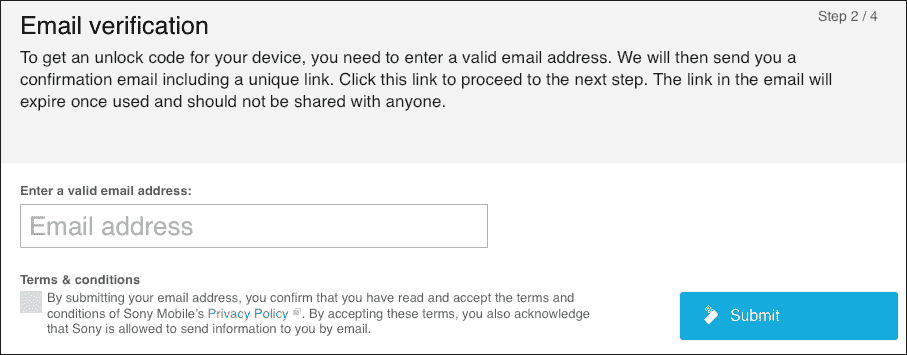 Step 2 / 4
Email verification
To get an unlock code for your device, you need to enter a valid email address. We will then send you a
confirmation email including a unique link. Click this link to proceed to the next step. The link in the email will
expire once used and should not be shared with anyone.
Enter a valid email address:
Email address
Terms & conditions
By submitting your email address, you confirm that you have read and accept the terms and
conditions of Sony Mobile's Privacy Policy. By accepting these terms, you also acknowledge
that Sony is allowed to send information to you by email.
Submit